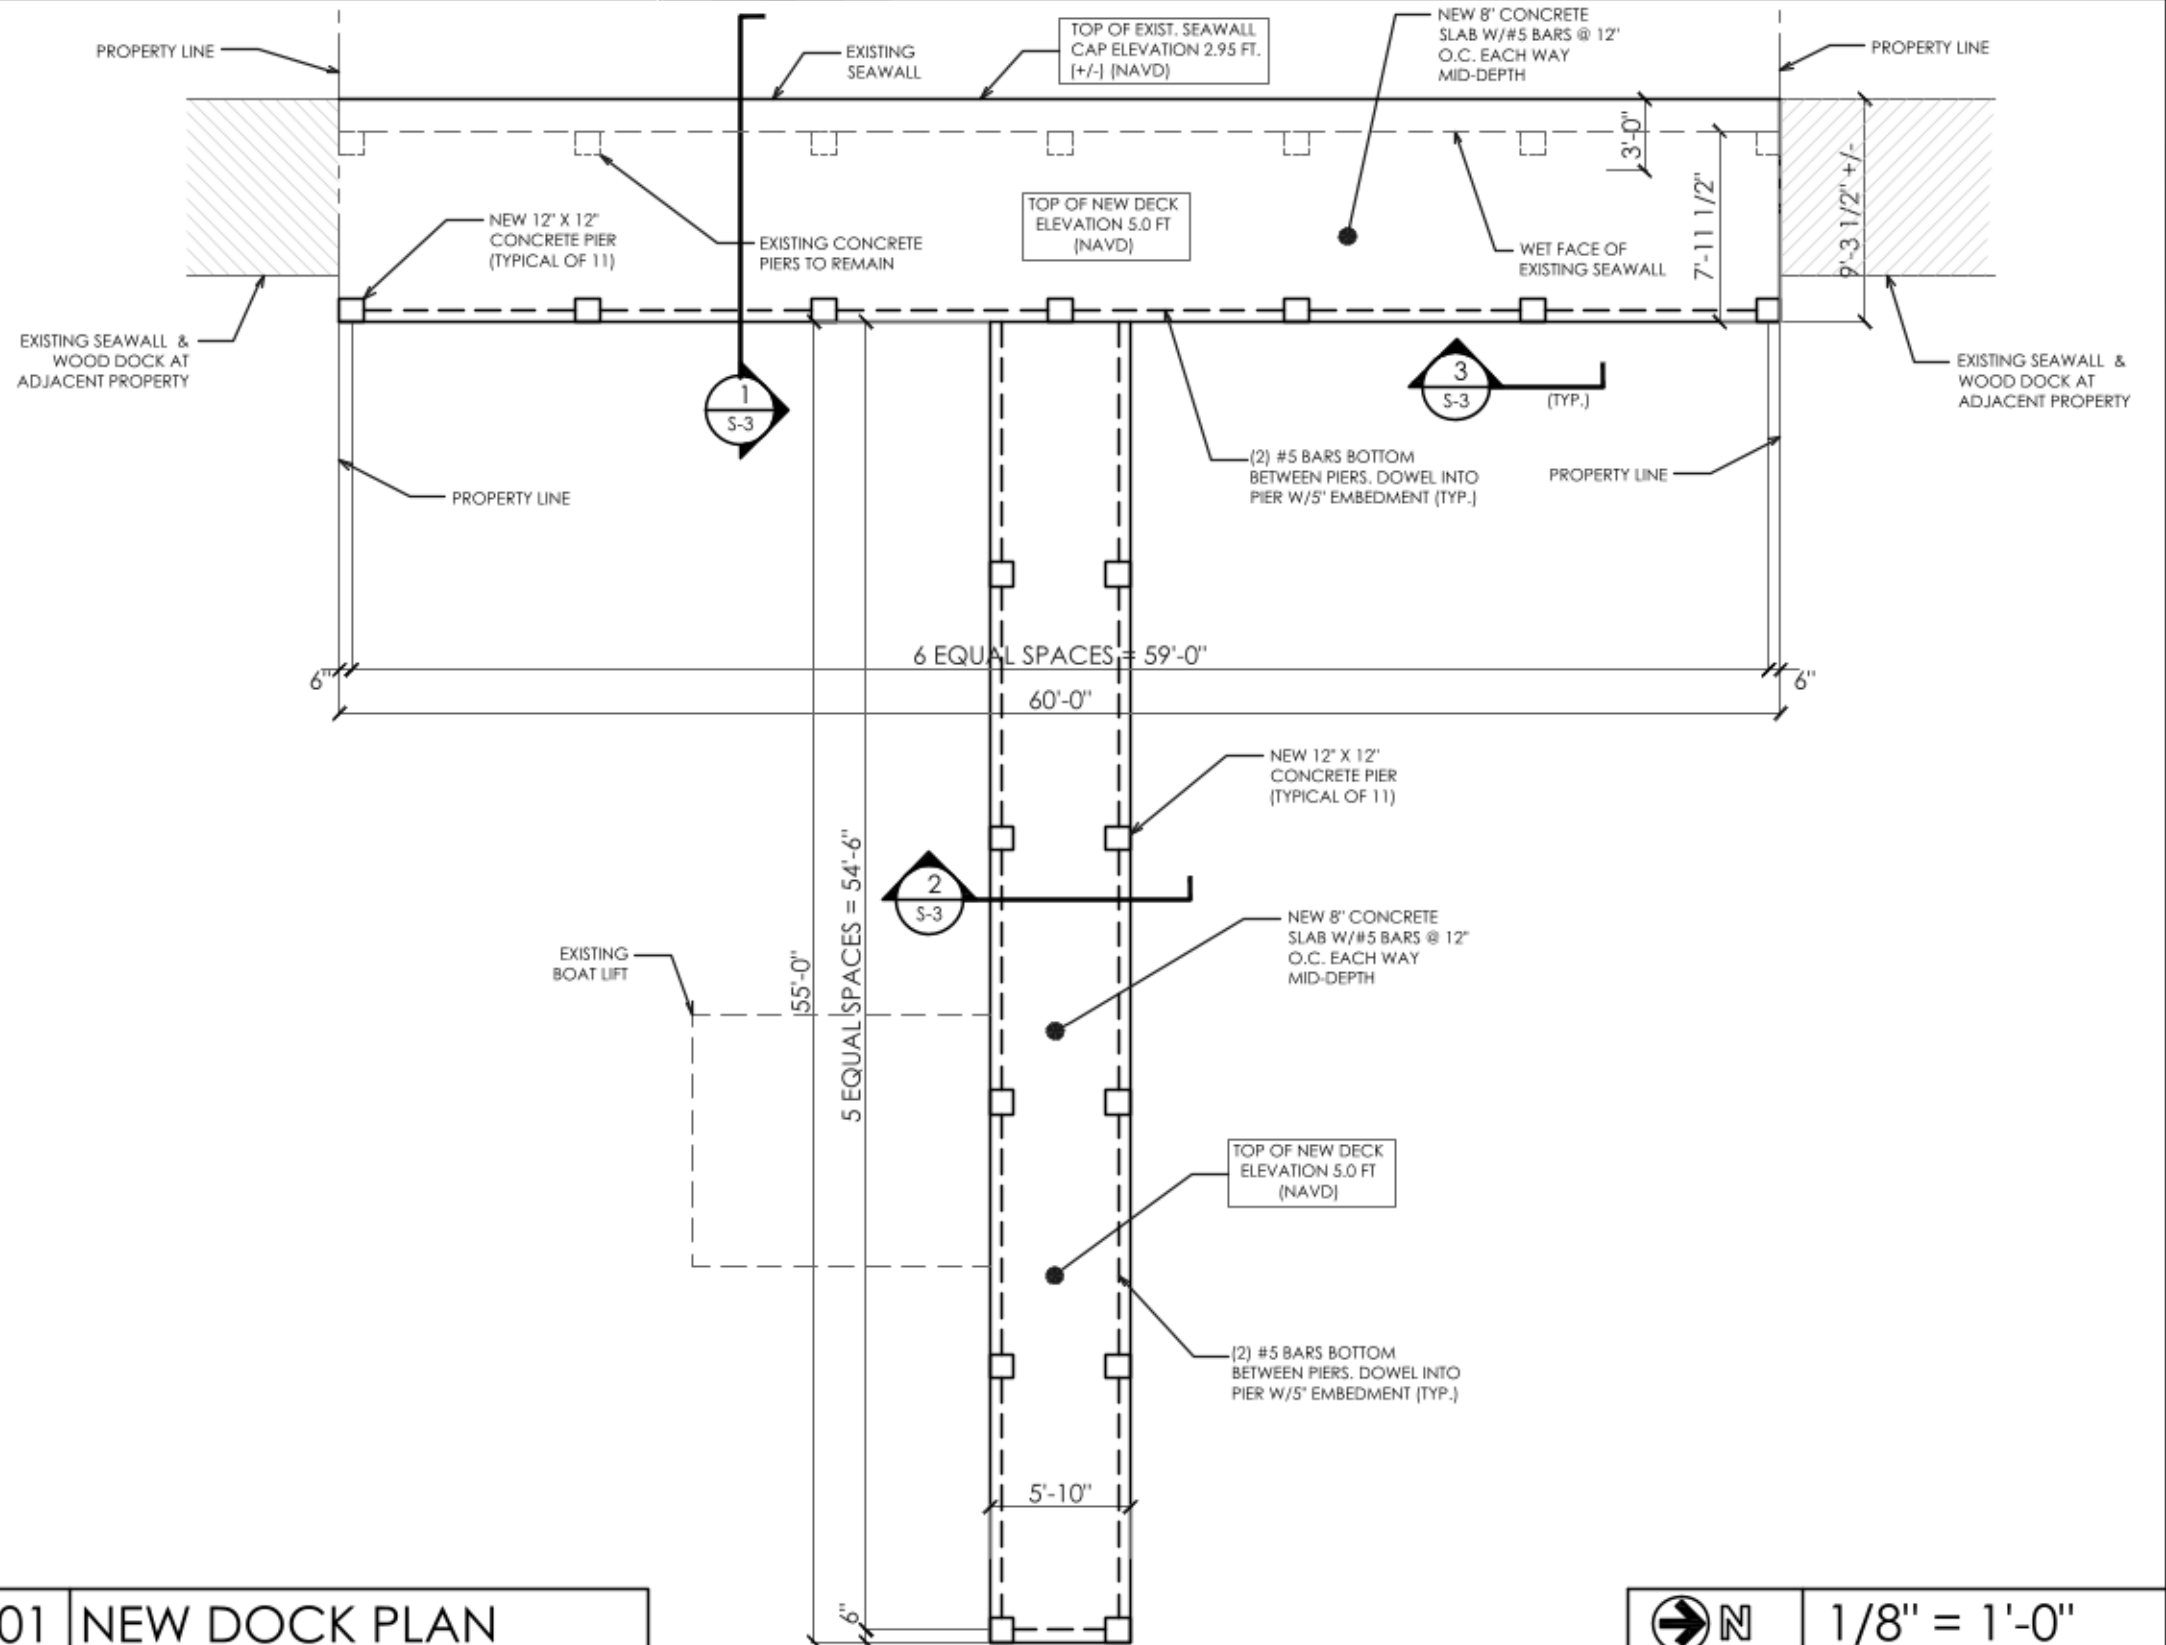 PROPERTY LINE
EXISTING
SEAWALL
TOP OF EXIST. SEAWALL
CAP ELEVATION 2.95 FT.
(+/-) (NAVD)
NEW 8" CONCRETE
SLAB W/#5 BARS @ 12"
O.C. EACH WAY
MID-DEPTH
PROPERTY LINE
3'-0"
7'-11 1/2"
9'-3 1/2" +/-
NEW 12" X 12"
CONCRETE PIER
(TYPICAL OF 11)
EXISTING CONCRETE
PIERS TO REMAIN
TOP OF NEW DECK
ELEVATION 5.0 FT
(NAVD)
WET FACE OF
EXISTING SEAWALL
EXISTING SEAWALL &
WOOD DOCK AT
ADJACENT PROPERTY
1
S-3
3
S-3
(TYP.)
EXISTING SEAWALL &
WOOD DOCK AT
ADJACENT PROPERTY
PROPERTY LINE
(2) #5 BARS BOTTOM
BETWEEN PIERS. DOWEL INTO
PIER W/5" EMBEDMENT (TYP.)
PROPERTY LINE
6 EQUAL SPACES = 59'-0"
6"
6"
60'-0"
NEW 12" X 12"
CONCRETE PIER
(TYPICAL OF 11)
55'-0"
5 EQUAL SPACES = 54'-6"
2
S-3
NEW 8" CONCRETE
SLAB W/#5 BARS @ 12"
O.C. EACH WAY
MID-DEPTH
EXISTING
BOAT LIFT
TOP OF NEW DECK
ELEVATION 5.0 FT
(NAVD)
(2) #5 BARS BOTTOM
BETWEEN PIERS. DOWEL INTO
PIER W/5" EMBEDMENT (TYP.)
5'-10"
6"
01 NEW DOCK PLAN
N
1/8" = 1'-0"